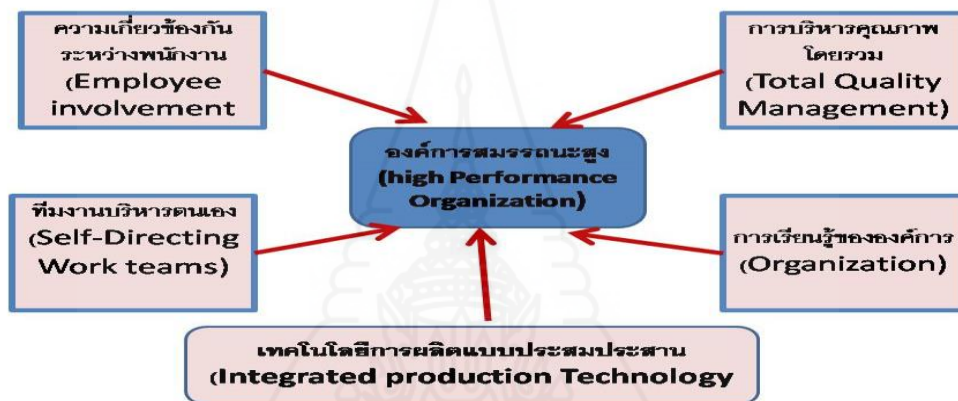 ความเกี่ยวข้องกัน
ระหว่างพนักงาน
(Employee
involvement
การบริหารคุณภาพ
โดยรวม
(Total Quality
Management)
องค์การสมรรถนะสูง
(high Performance
Organization)
ทีมงานบริหารตนเอง
(Self-Directing
Work teams)
การเรียนรู้ขององค์การ
(Organization)
เทคโนโลยีการผลิตแบบประสมประสาน
(Integrated production Technology